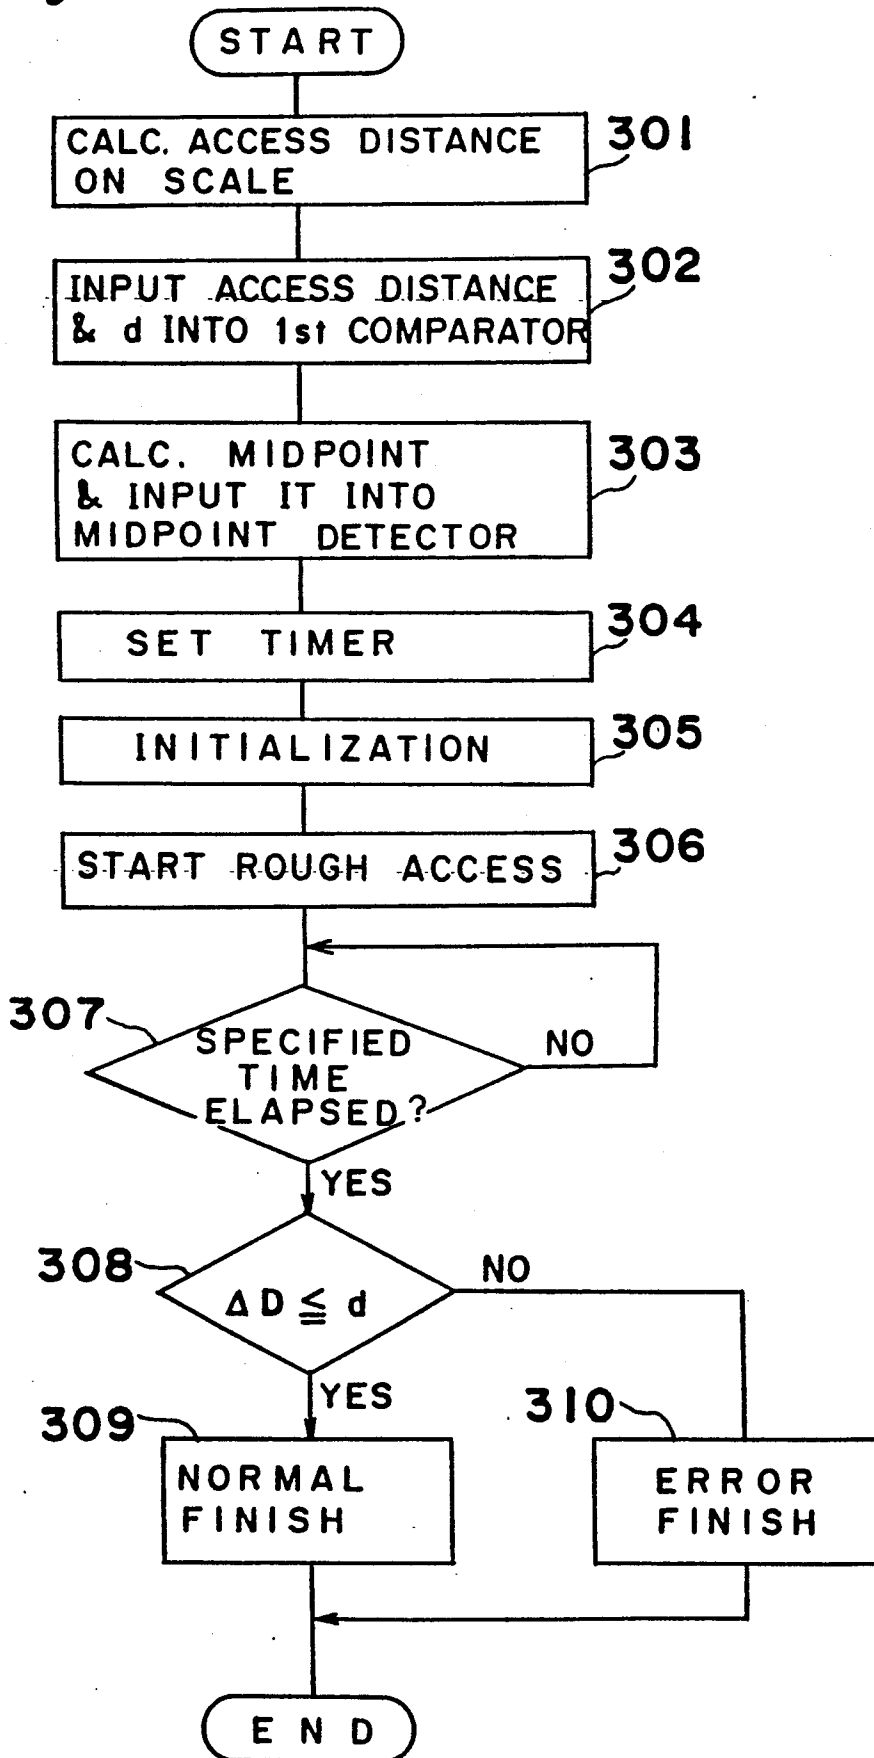 START
CALC. ACCESS DISTANCE
ON SCALE
301
INPUT ACCESS DISTANCE
& d INTO 1st COMPARATOR
302
CALC. MIDPOINT
& INPUT IT INTO
MIDPOINT DETECTOR
303
SET TIMER
304
INITIALIZATION
305
START ROUGH ACCESS
306
307
SPECIFIED
TIME
ELAPSED?
NO
YES
308
ΔD ≦ d
NO
YES
309
NORMAL
FINISH
310
ERROR
FINISH
END